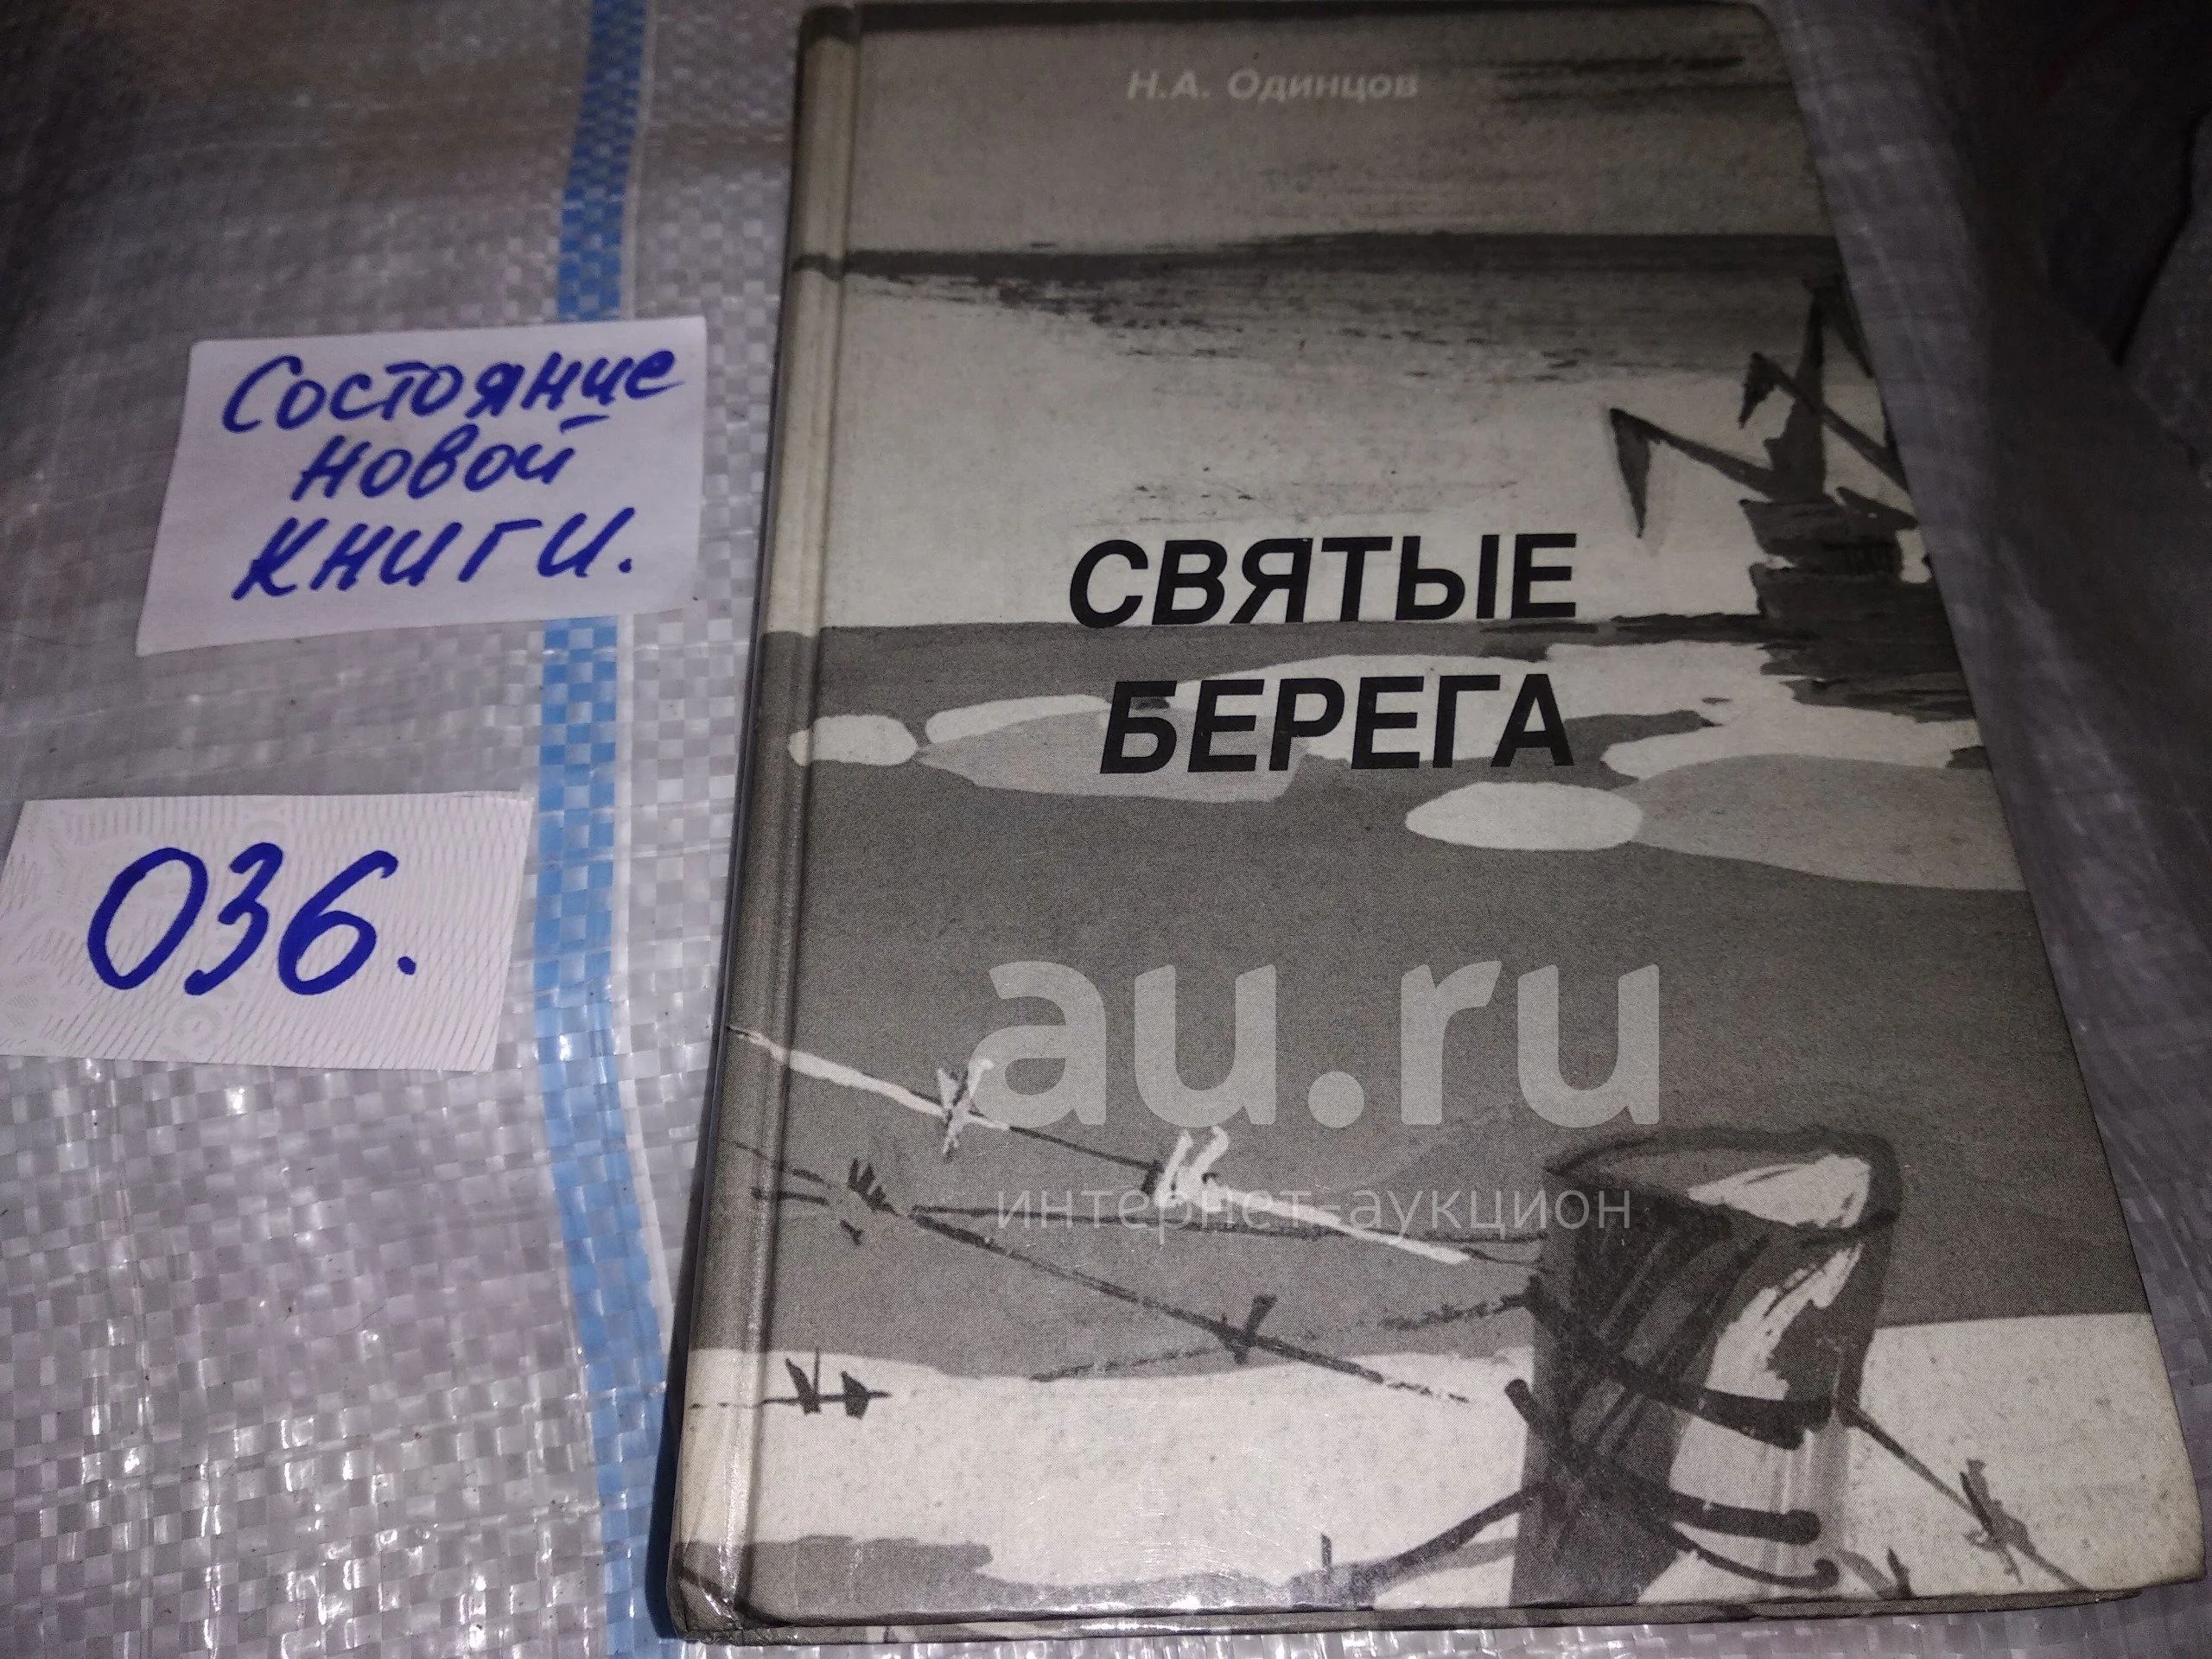 Н.А. Одинцов
Состояние
новой
книги.
СВЯТЫЕ
БЕРЕГА
036.
au.ru
интернет-аукцион